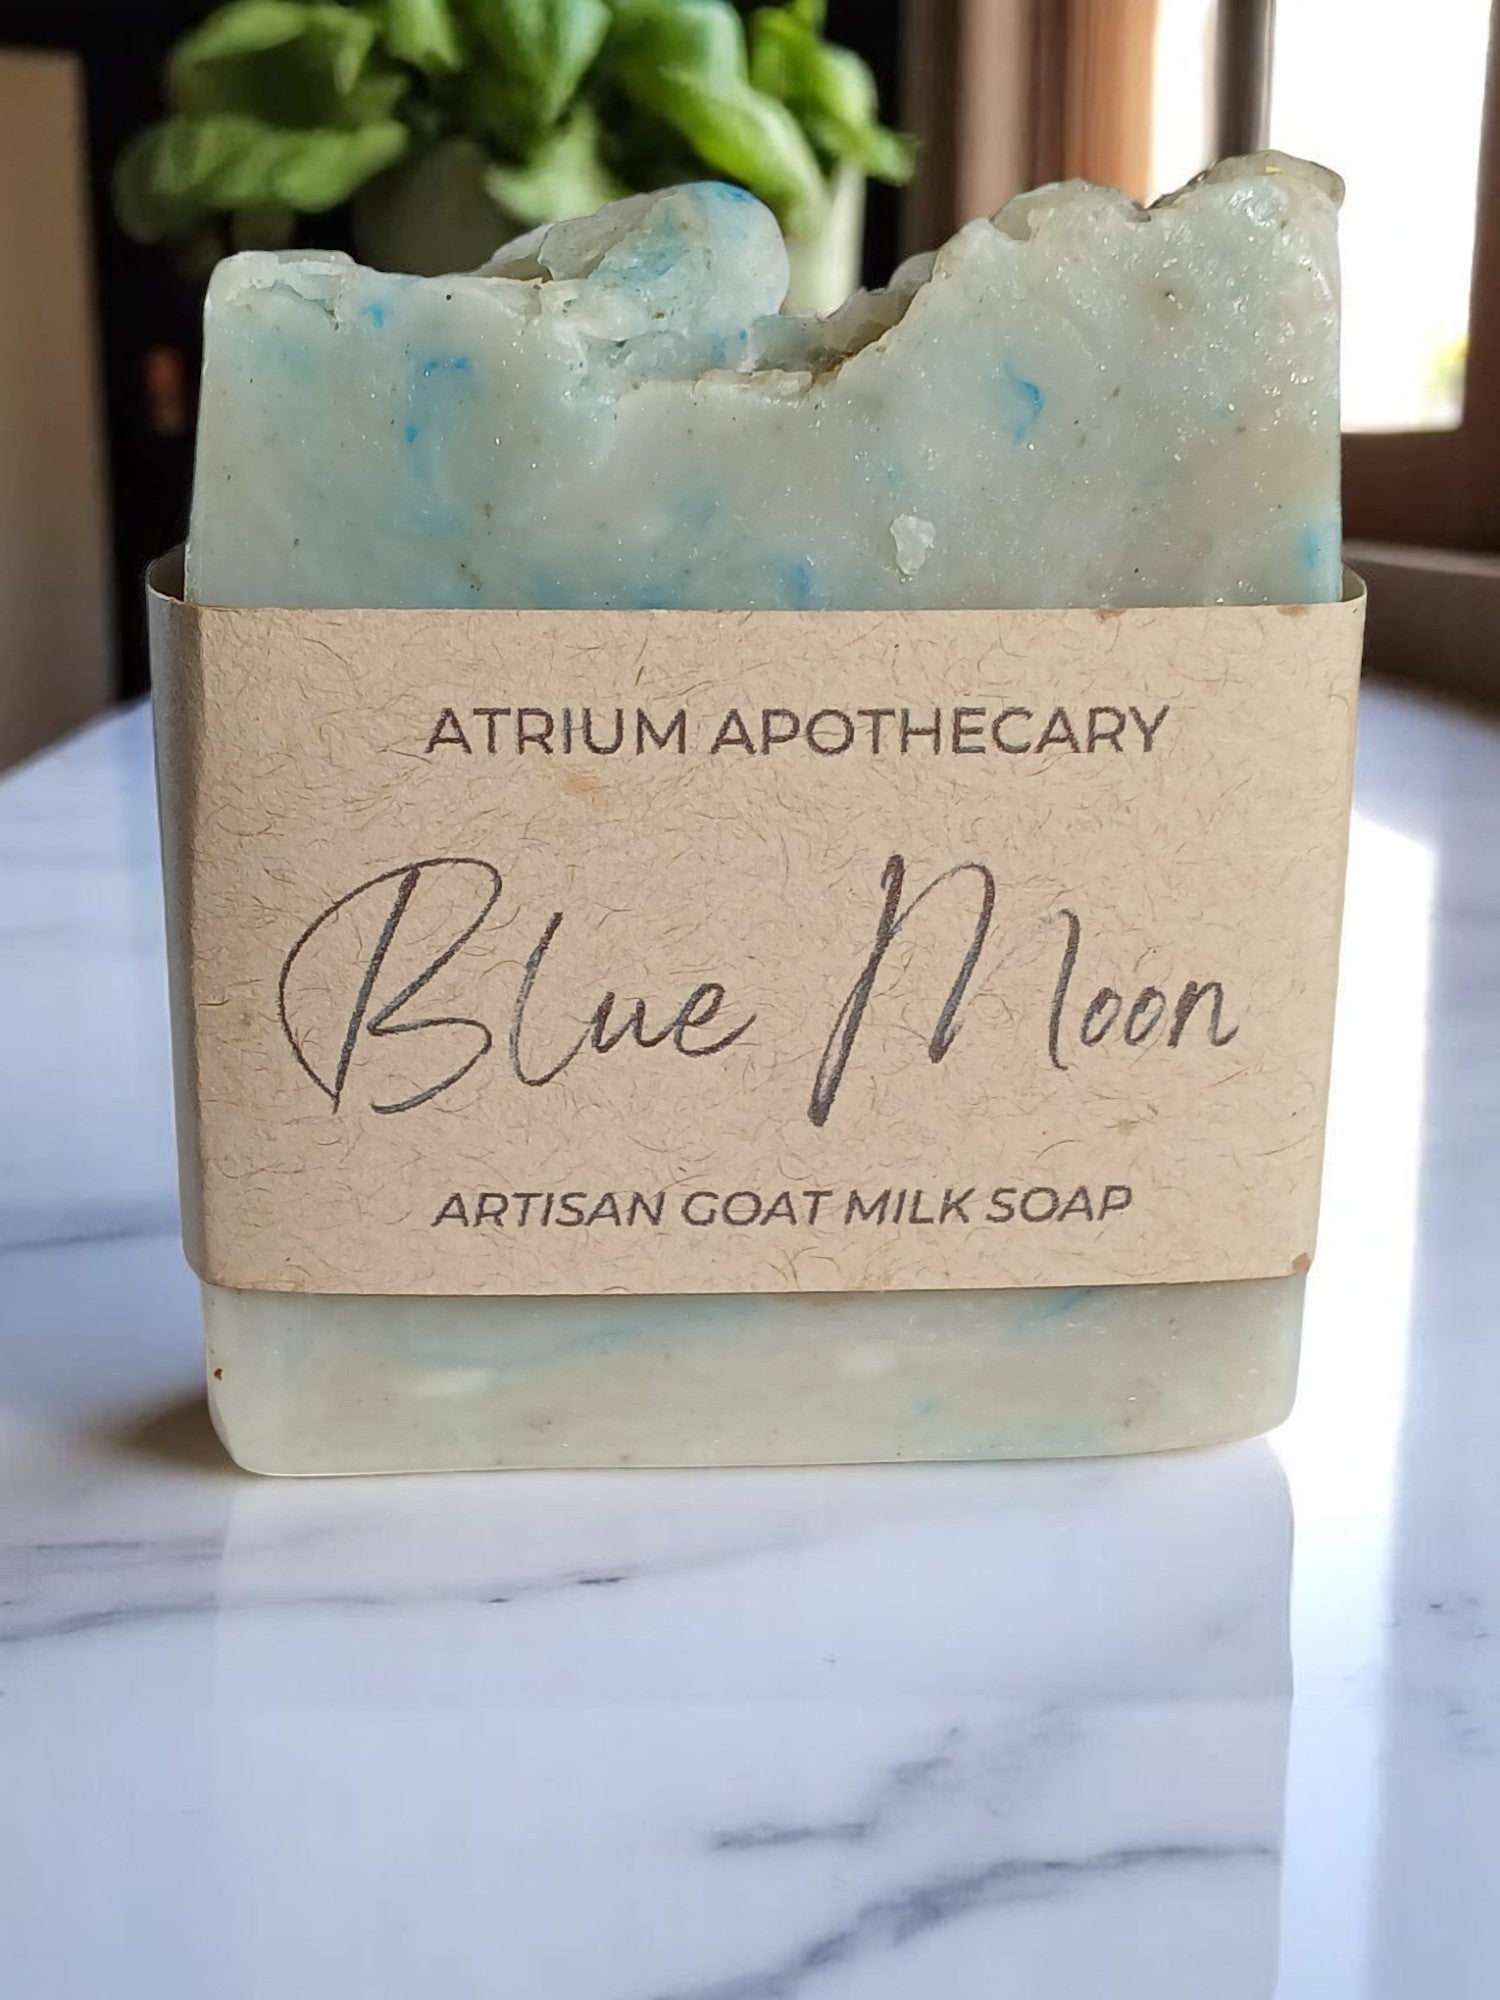 ATRIUM APOTHECARY
Blue Moon
ARTISAN GOAT MILK SOAP